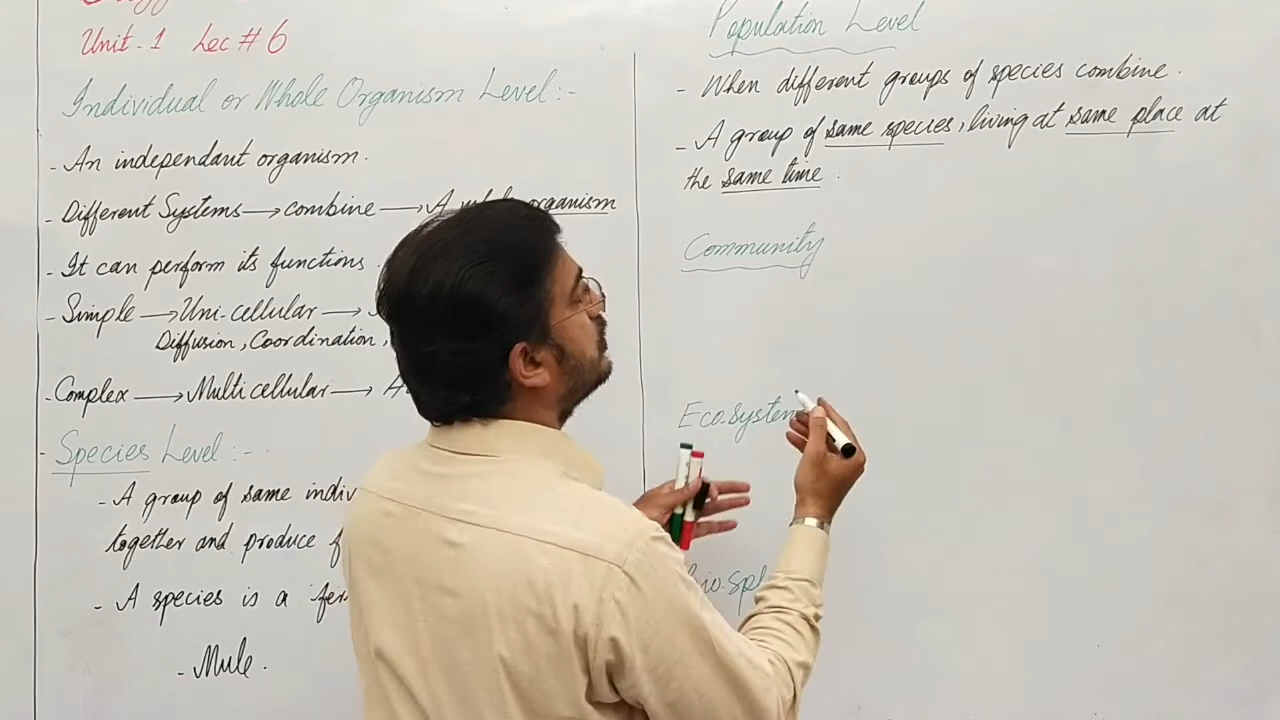 Unit - 1 Lec # 6
Individual or Whole Organism Level :-
- An independant organism.
- Different Systems → combine → A whole organism
- It can perform its functions.
- Simple → Uni-cellular →
Diffusion, Coordination,
- Complex → Multicellular →
- Species Level :-
- A group of same
together and produce
- A species is a
- Mule.
Population Level
- When different groups of species combine.
- A group of same species, living at same place at
the same time.
Community
Eco-System